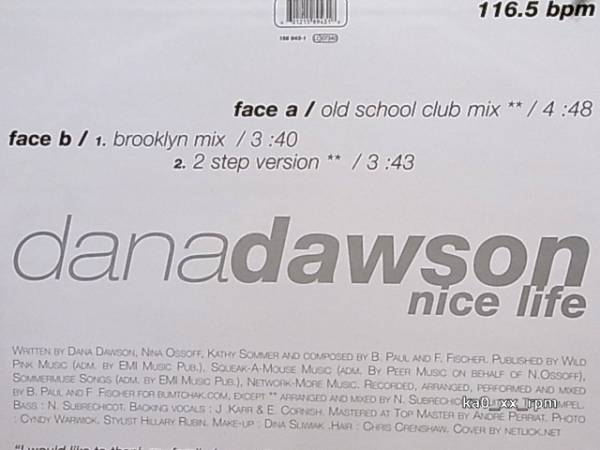 116.5 bpm
156 943-1
face a / old school club mix ** / 4 :48
face b / 1. brooklyn mix / 3 :40
2. 2 step version ** / 3 :43
danadawson
nice life
WRITTEN BY DANA DAWSON, NINA OSSOFF, KATHY SOMMER AND COMPOSED BY B. PAUL AND F. FISCHER. PUBLISHED BY WILD
PINK MUSIC (ADM. BY EMI MUSIC PUB.), SQUEAK-A-MOUSE MUSIC (ADM. BY PEER MUSIC ON BEHALF OF N.OSSOFF),
SOMMERMUSE SONGS (ADM. BY EMI MUSIC PUB.), NETWORK-MORE MUSIC. RECORDED, ARRANGED, PERFORMED AND MIXED
BY B. PAUL AND F FISCHER FOR BUMTCHAK.COM, EXCEPT ** ARRANGED AND MIXED BY N. SUBRECHICOT
BASS : N. SUBRECHICOT. BACKING VOCALS : J. KARR & E. CORNISH. MASTERED AT TOP MASTER BY ANDRE PERRIAT. PHOTO
: CYNDY WARWICK. STYLIST HILLARY RUBIN. MAKE-UP : DINA SLIWIAK .HAIR : CHRIS CRENSHAW. COVER BY NETLICK.NET
ka0_xx_rpm